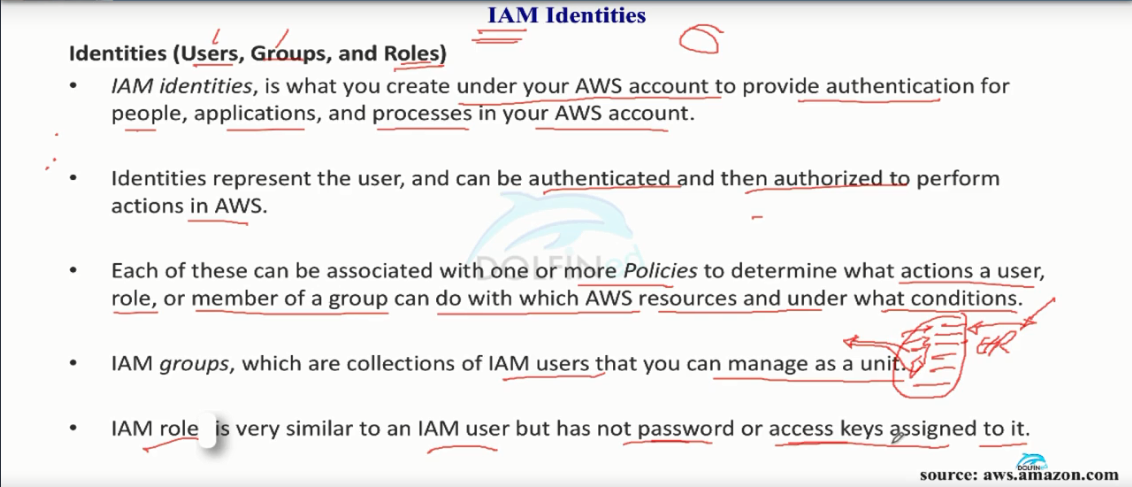 IAM Identities
Identities (Users, Groups, and Roles)
• IAM identities, is what you create under your AWS account to provide authentication for
people, applications, and processes in your AWS account.
• Identities represent the user, and can be authenticated and then authorized to perform
actions in AWS.
DOLFINed
• Each of these can be associated with one or more Policies to determine what actions a user,
role, or member of a group can do with which AWS resources and under what conditions.
• IAM groups, which are collections of IAM users that you can manage as a unit.
• IAM role is very similar to an IAM user but has not password or access keys assigned to it.
DOLFIN
source: aws.amazon.com